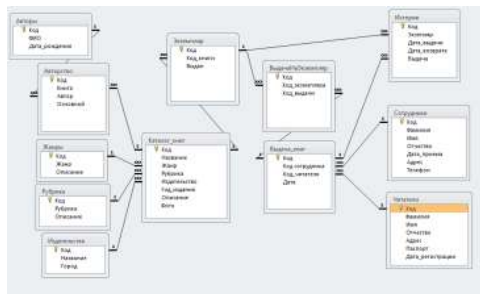 Авторы
Код
ФИО
Дата_рождения
Авторство
Код
Книга
Автор
Основной
Жанры
Код
Жанр
Описание
Рубрика
Код
Рубрика
Описание
Издательства
Код
Название
Город
Экземпляр
Код
Код_книги
Выдан
Каталог_книг
Код
Название
Жанр
Рубрика
Издательство
Год_издания
Описание
Фото
ВыдачаНаЭкземпляр
Код
Код_экземпляра
Код_выдачи
Выдача_книг
Код
Код_сотрудника
Код_читателя
Дата
История
Код
Экземпляр
Дата_выдачи
Дата_возврата
Выдача
Сотрудники
Код
Фамилия
Имя
Отчество
Дата_приема
Адрес
Телефон
Читатели
Код
Фамилия
Имя
Отчество
Адрес
Паспорт
Дата_регистрации